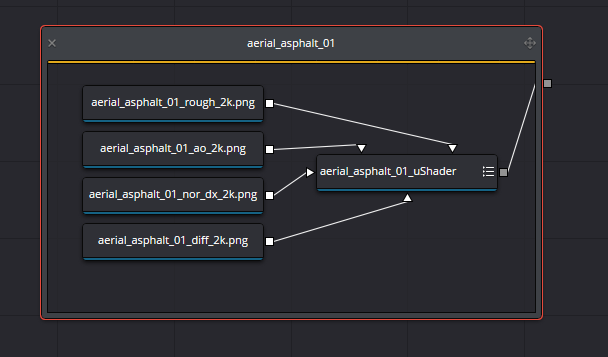 aerial_asphalt_01
aerial_asphalt_01_rough_2k.png
aerial_asphalt_01_ao_2k.png
aerial_asphalt_01_uShader
aerial_asphalt_01_nor_dx_2k.png
aerial_asphalt_01_diff_2k.png